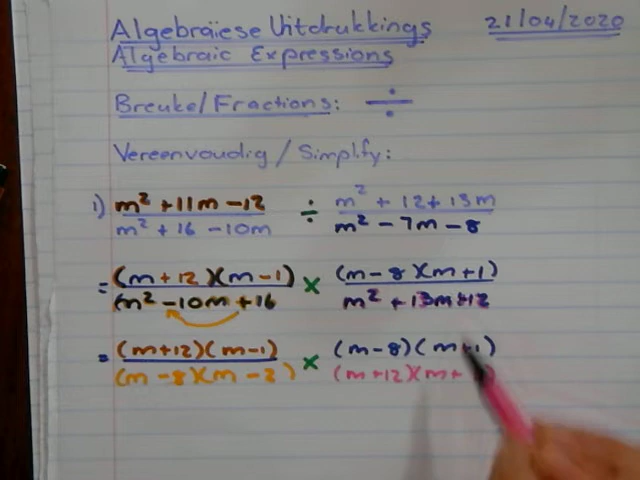 Algebraïese Uitdrukkings 21/04/2020
Algebraic Expressions
Breuke/Fractions: ÷
Vereenvoudig / Simplify:
1) m² + 11m - 12 / m² + 16 - 10m ÷ m² + 12 + 13m / m² - 7m - 8
= (m + 12)(m - 1) / (m² - 10m + 16 × (m - 8)(m + 1) / m² + 13m + 12
= (m+12)(m-1) / (m-8)(m-2) × (m-8)(m+1) / (m+12)(m+